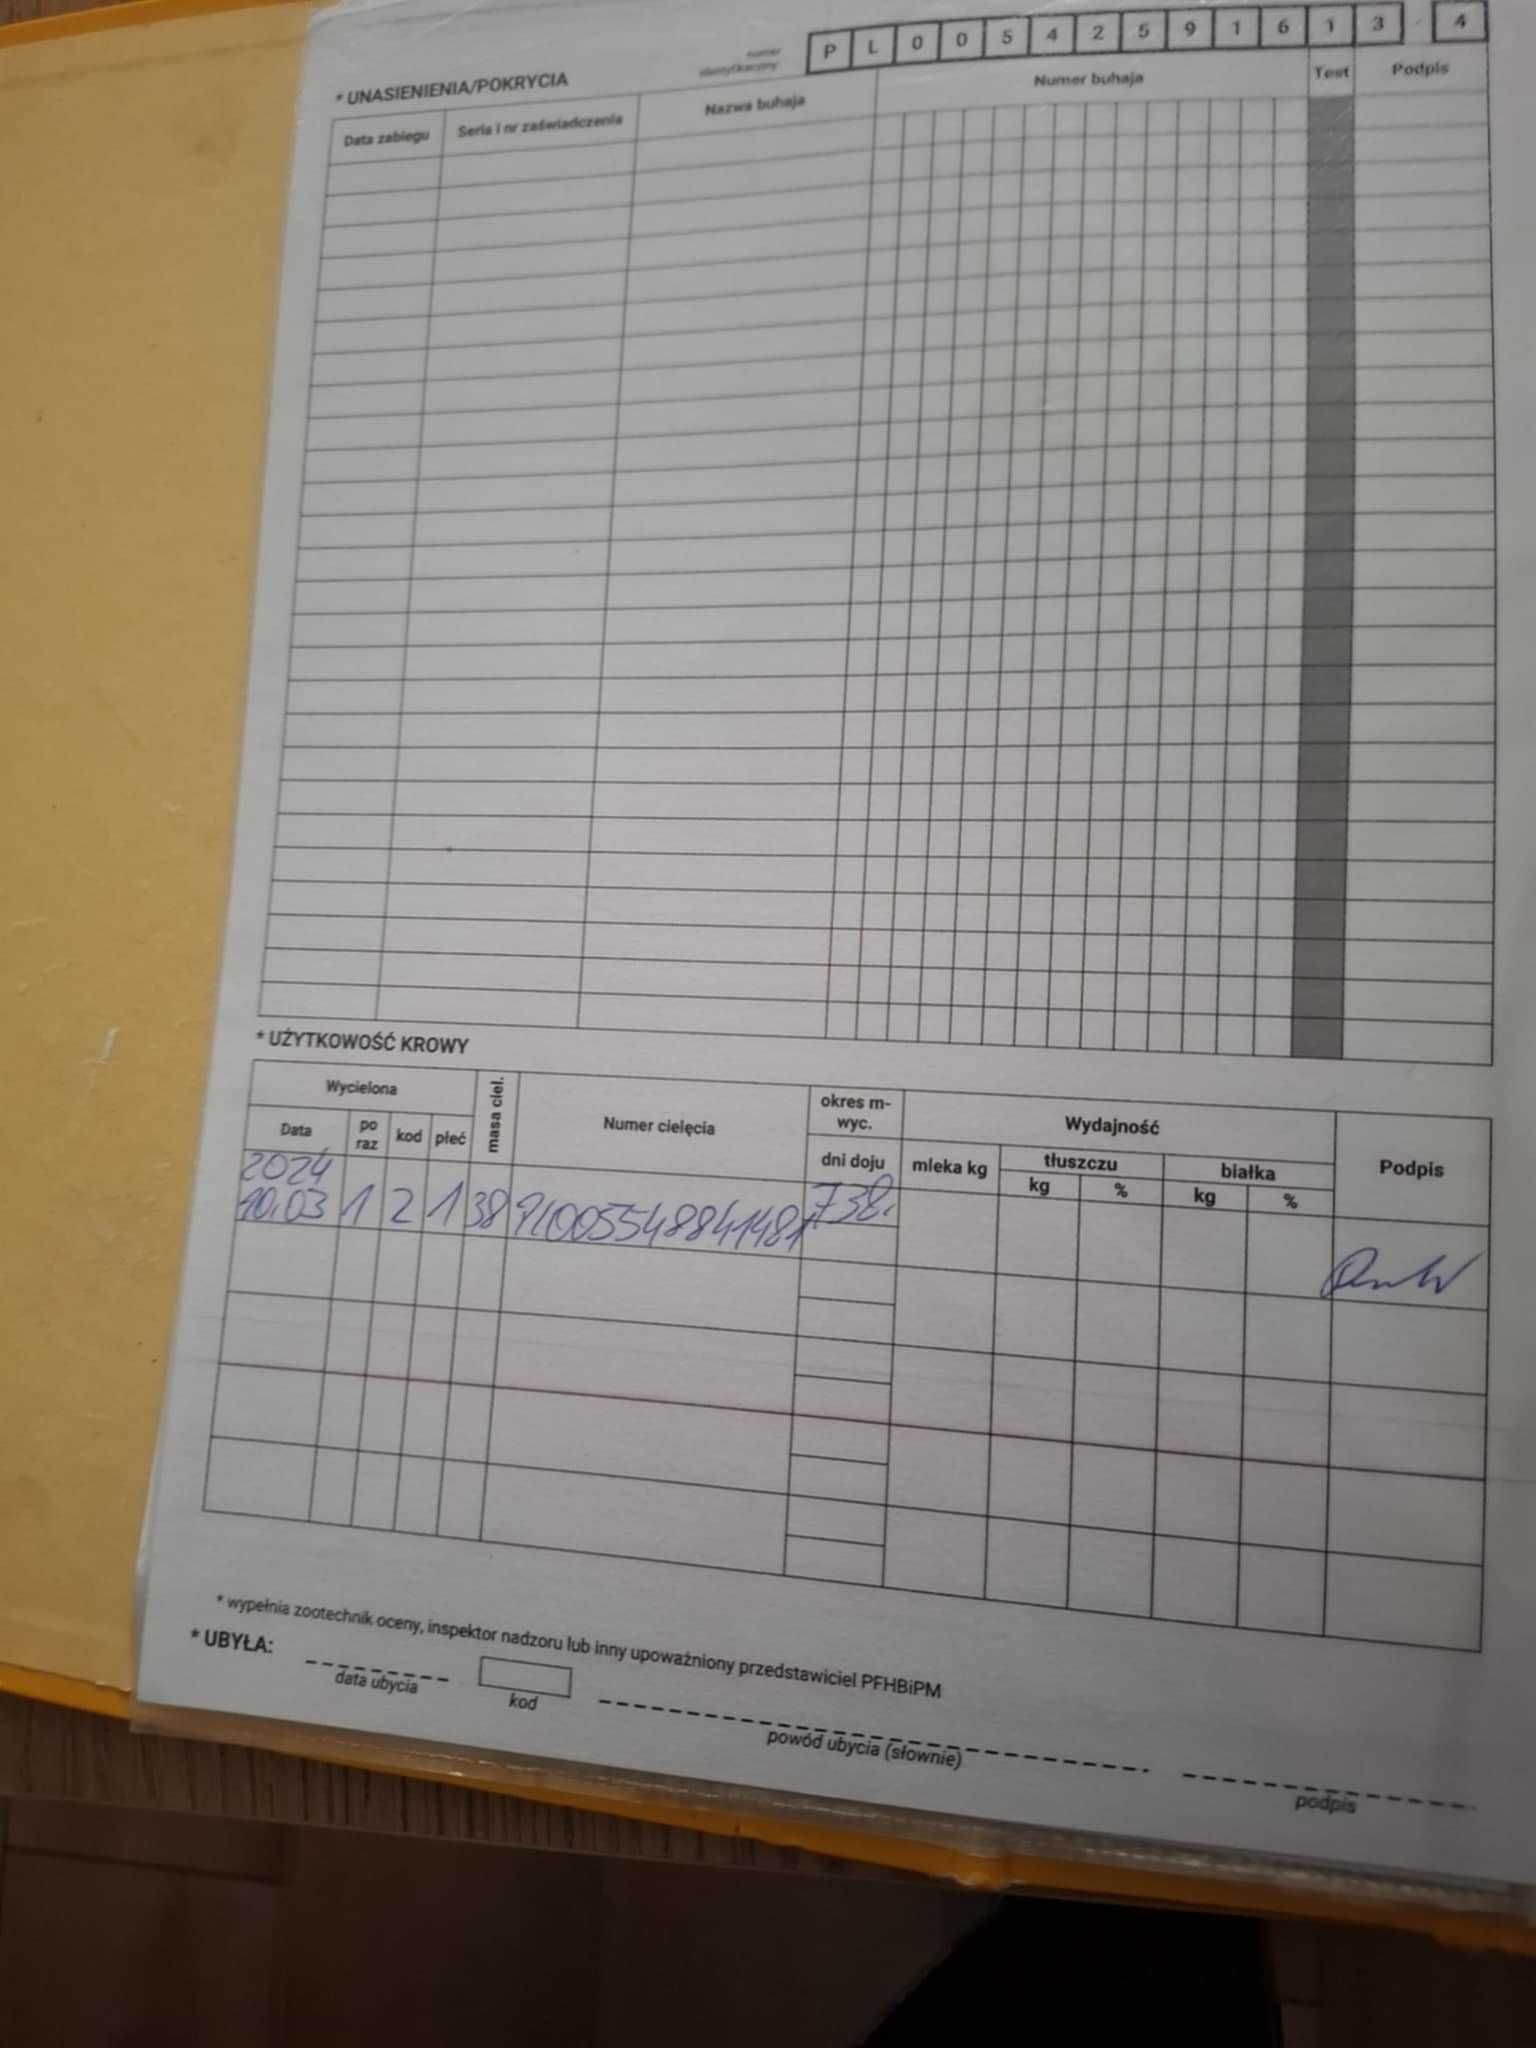 numer
identyfikacyjny:
P L 0 0 5 4 2 5 9 1 6 1 3 - 4
* UNASIENIENIA/POKRYCIA
Data zabiegu Seria i nr zaświadczenia Nazwa buhaja Numer buhaja Test Podpis
* UŻYTKOWOŚĆ KROWY
Wycielona masa ciel. Numer cielęcia okres m-wyc. Wydajność Podpis
Data po raz kod płeć dni doju mleka kg tłuszczu białka
kg % kg %
2024
10.03 1 2 1 38 PL005548841481 738.
* wypełnia zootechnik oceny, inspektor nadzoru lub inny upoważniony przedstawiciel PFHBiPM
* UBYŁA:
data ubycia kod powód ubycia (słownie) podpis